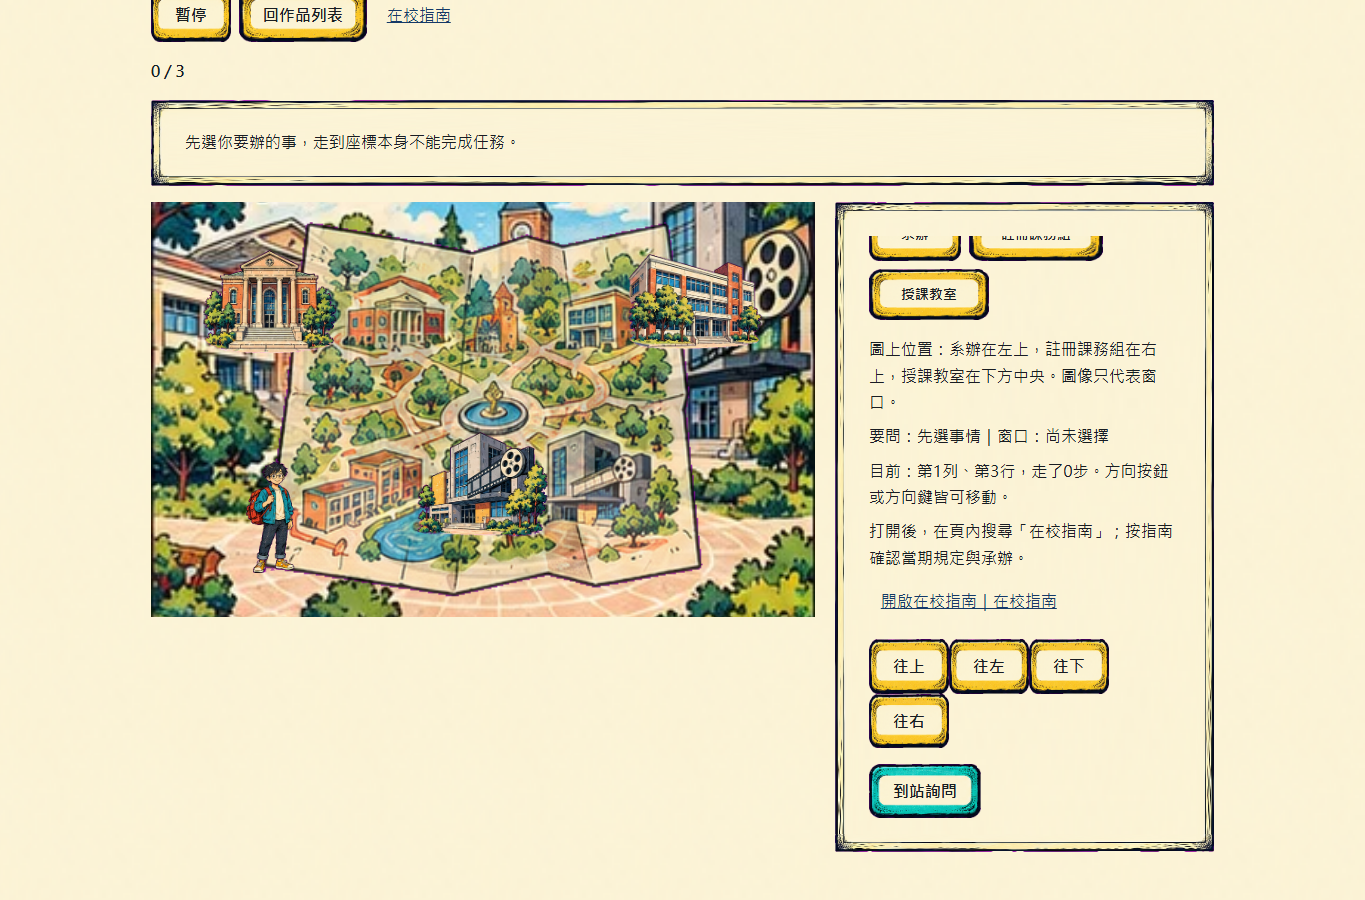 暫停
回作品列表
在校指南
0 / 3
先選你要辦的事，走到座標本身不能完成任務。
授課教室
圖上位置：系辦在左上，註冊課務組在右
上，授課教室在下方中央。圖像只代表窗
口。
要問：先選事情 | 窗口：尚未選擇
目前：第1列、第3行，走了0步。方向按鈕
或方向鍵皆可移動。
打開後，在頁內搜尋「在校指南」；按指南
確認當期規定與承辦。
開啟在校指南 | 在校指南
往上
往左
往下
往右
到站詢問